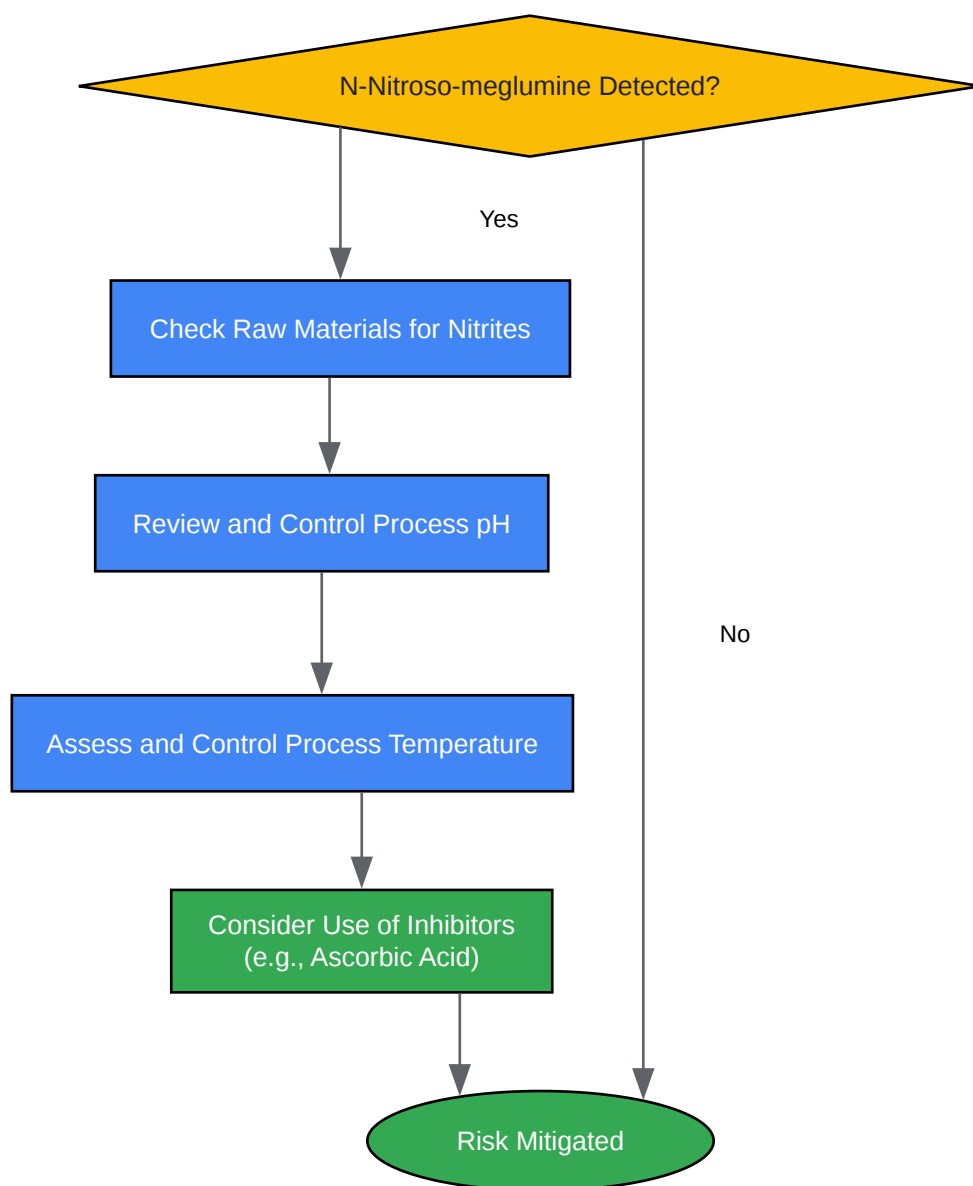 N-Nitroso-meglumine Detected?
Yes
Check Raw Materials for Nitrites
Review and Control Process pH
No
Assess and Control Process Temperature
Consider Use of Inhibitors
(e.g., Ascorbic Acid)
Risk Mitigated